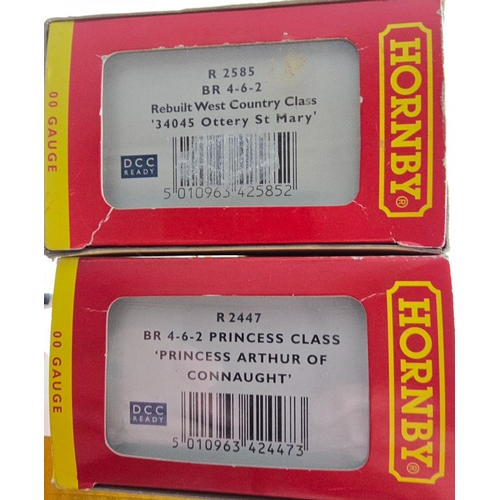 00 GAUGE
R 2585
BR 4-6-2
Rebuilt West Country Class
'34045 Ottery St Mary'
DCC
READY
5 010963 425852
HORNBY
®
00 GAUGE
R 2447
BR 4-6-2 PRINCESS CLASS
'PRINCESS ARTHUR OF
CONNAUGHT'
DCC
READY
5 010963 424473
HORNBY
®